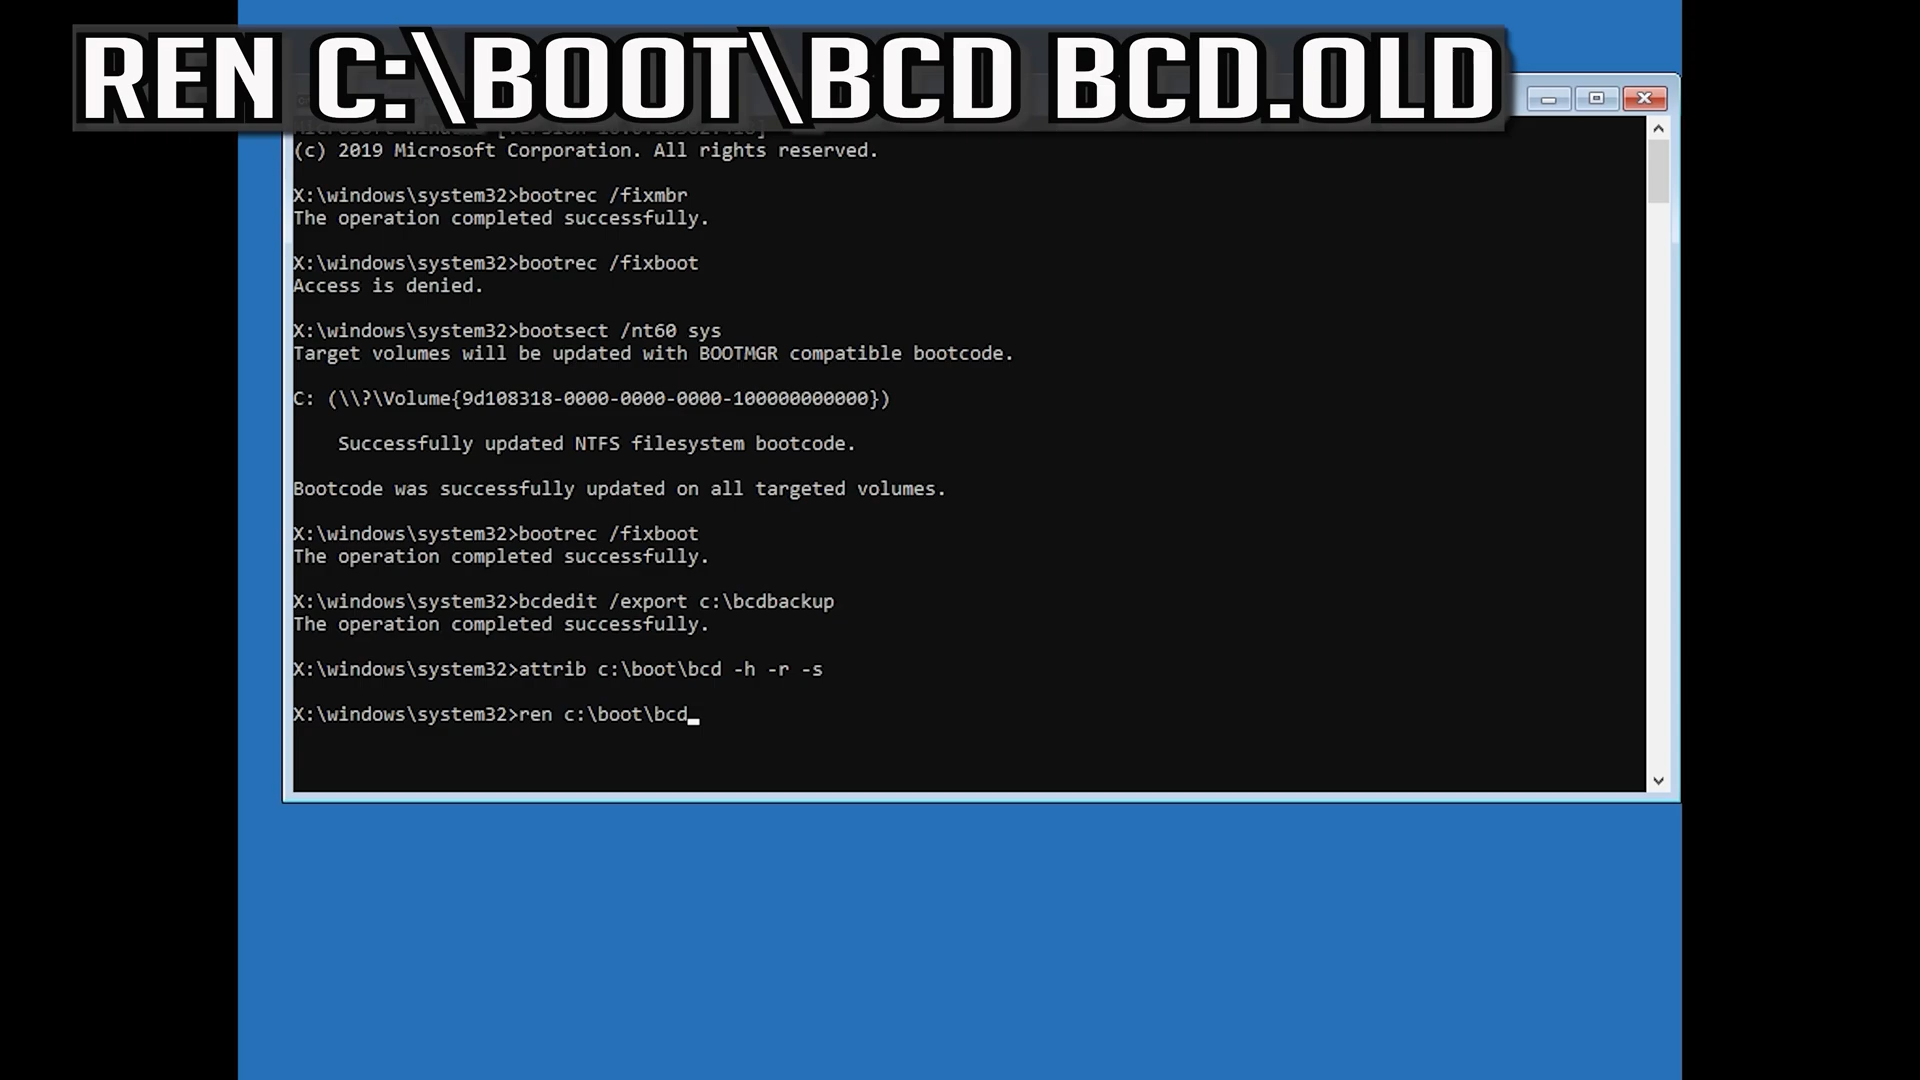 REN C:\BOOT\BCD BCD.OLD
(c) 2019 Microsoft Corporation. All rights reserved.
X:\windows\system32>bootrec /fixmbr
The operation completed successfully.
X:\windows\system32>bootrec /fixboot
Access is denied.
X:\windows\system32>bootsect /nt60 sys
Target volumes will be updated with BOOTMGR compatible bootcode.
C: (\\?\Volume{9d108318-0000-0000-0000-100000000000})
Successfully updated NTFS filesystem bootcode.
Bootcode was successfully updated on all targeted volumes.
X:\windows\system32>bootrec /fixboot
The operation completed successfully.
X:\windows\system32>bcdedit /export c:\bcdbackup
The operation completed successfully.
X:\windows\system32>attrib c:\boot\bcd -h -r -s
X:\windows\system32>ren c:\boot\bcd_